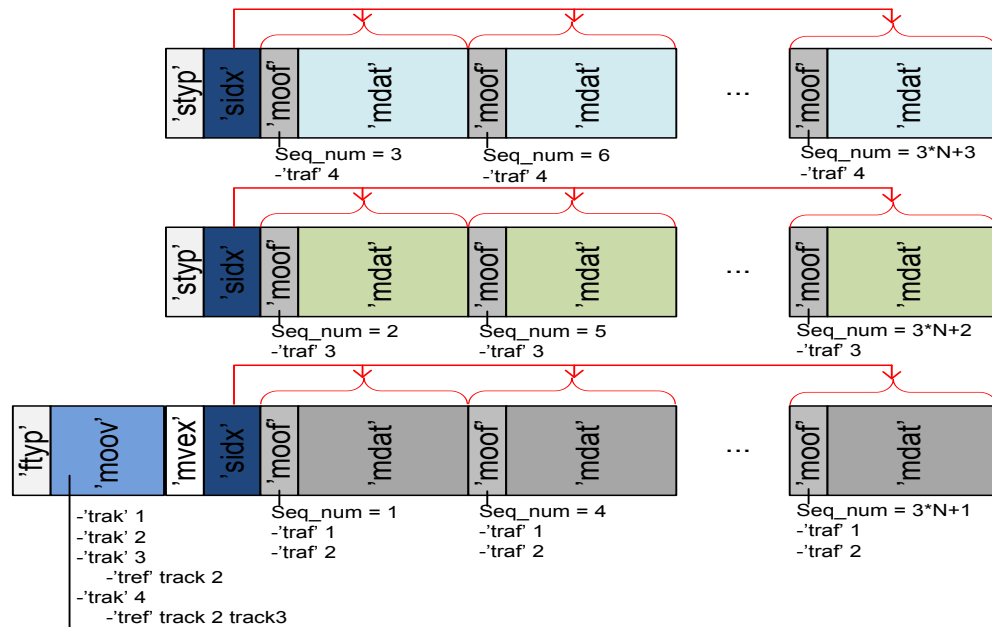 ’styp’ ’sidx’ ’moof’ ’mdat’ ’moof’ ’mdat’ ... ’moof’ ’mdat’
Seq_num = 3 Seq_num = 6 Seq_num = 3*N+3
-’traf’ 4 -’traf’ 4 -’traf’ 4
’styp’ ’sidx’ ’moof’ ’mdat’ ’moof’ ’mdat’ ... ’moof’ ’mdat’
Seq_num = 2 Seq_num = 5 Seq_num = 3*N+2
-’traf’ 3 -’traf’ 3 -’traf’ 3
’ftyp’ ’moov’ ’mvex’ ’sidx’ ’moof’ ’mdat’ ’moof’ ’mdat’ ... ’moof’ ’mdat’
Seq_num = 1 Seq_num = 4 Seq_num = 3*N+1
-’traf’ 1 -’traf’ 1 -’traf’ 1
-’traf’ 2 -’traf’ 2 -’traf’ 2
-’trak’ 1
-’trak’ 2
-’trak’ 3
-’tref’ track 2
-’trak’ 4
-’tref’ track 2 track3